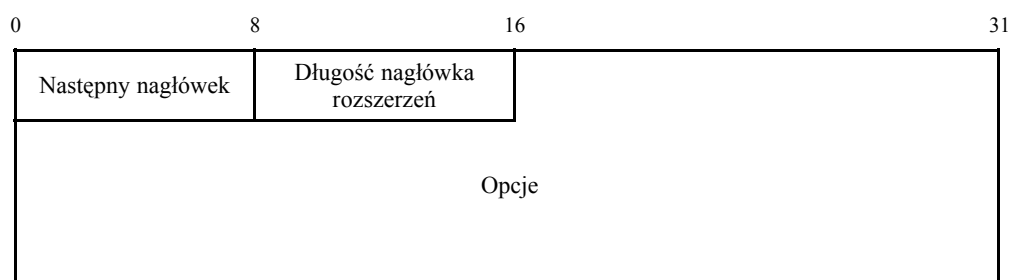 0 8 16 31
Następny nagłówek
Długość nagłówka
rozszerzeń
Opcje